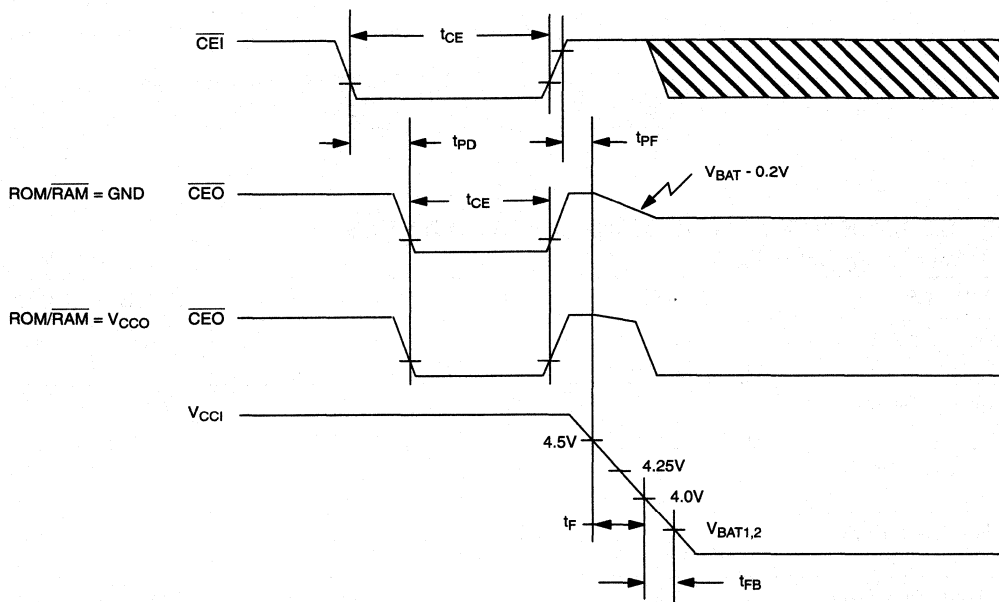 CEI
tCE
tPD
tPF
VBAT - 0.2V
ROM/RAM = GND CEO
tCE
ROM/RAM = VCCO CEO
VCCI
4.5V
4.25V
4.0V
tF
VBAT1,2
tFB